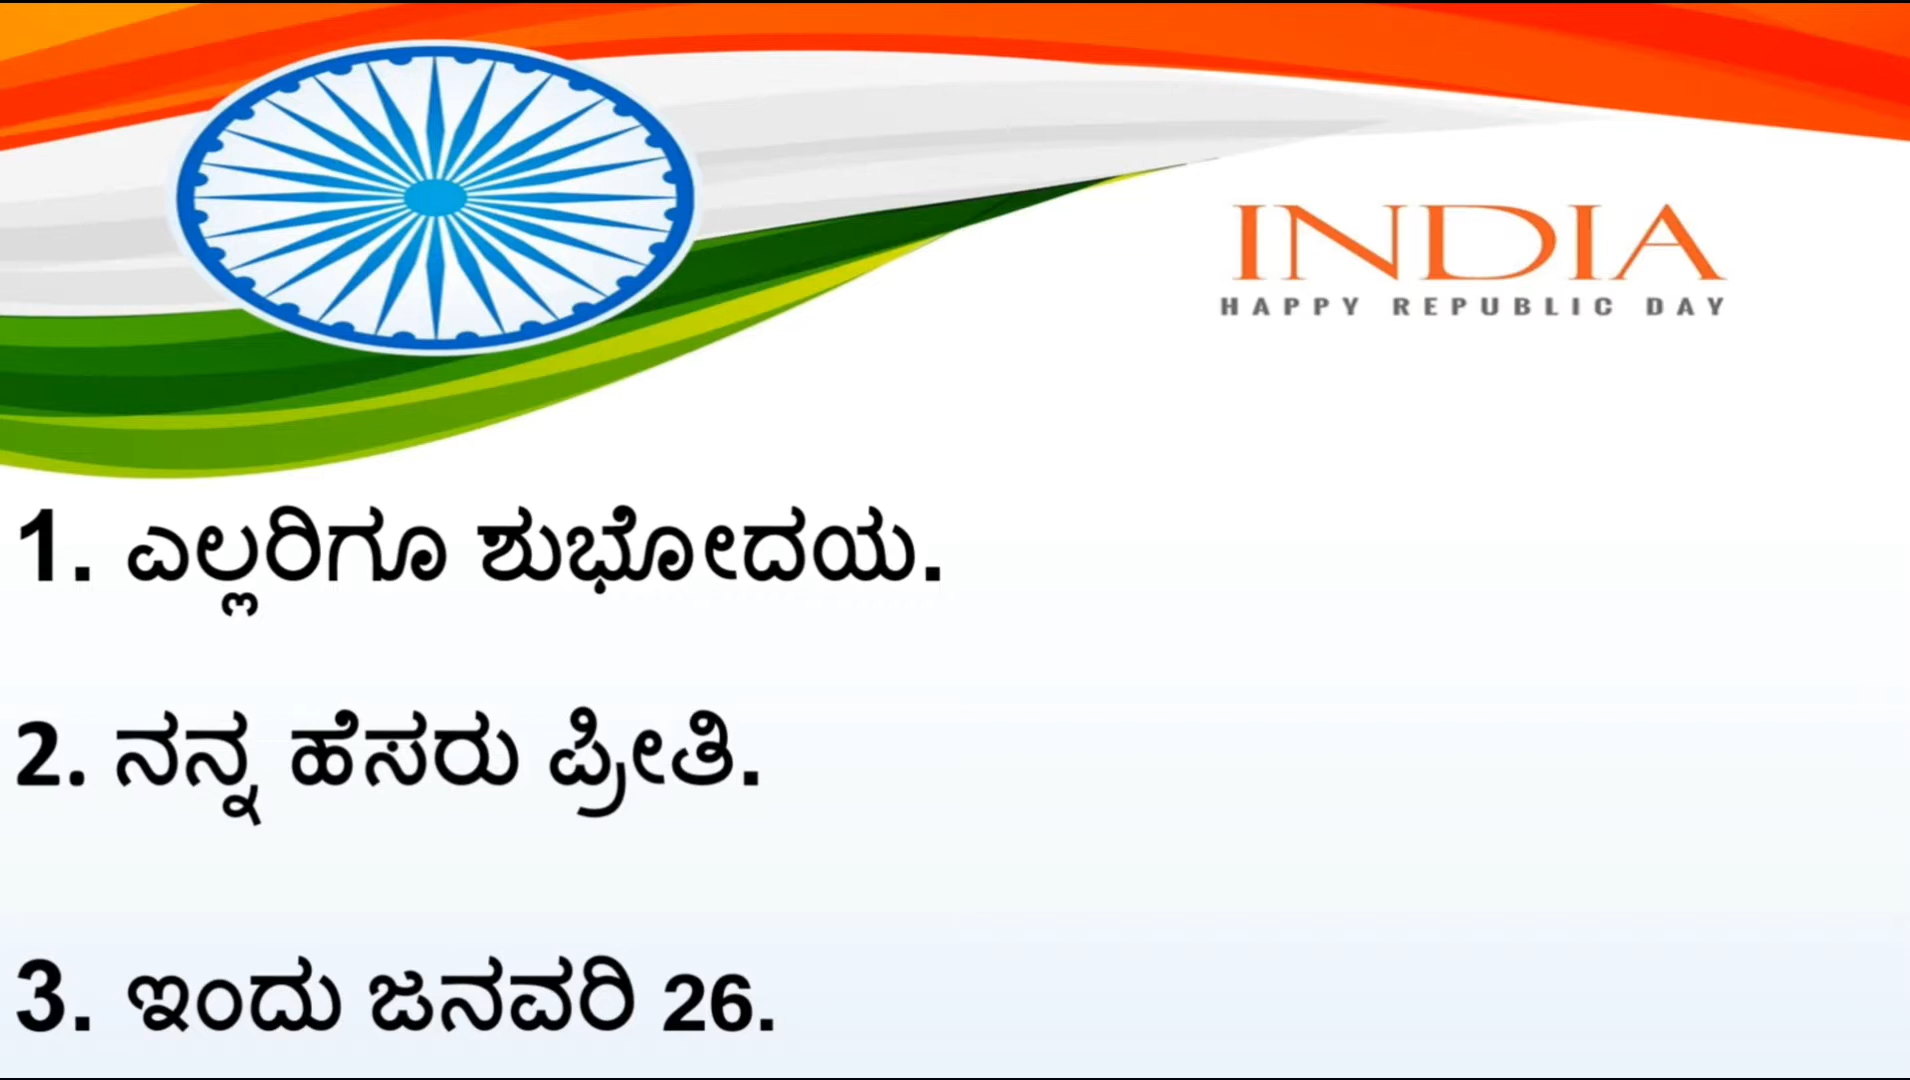 INDIA
HAPPY REPUBLIC DAY
1. ಎಲ್ಲರಿಗೂ ಶುಭೋದಯ.
2. ನನ್ನ ಹೆಸರು ಪ್ರೀತಿ.
3. ಇಂದು ಜನವರಿ 26.